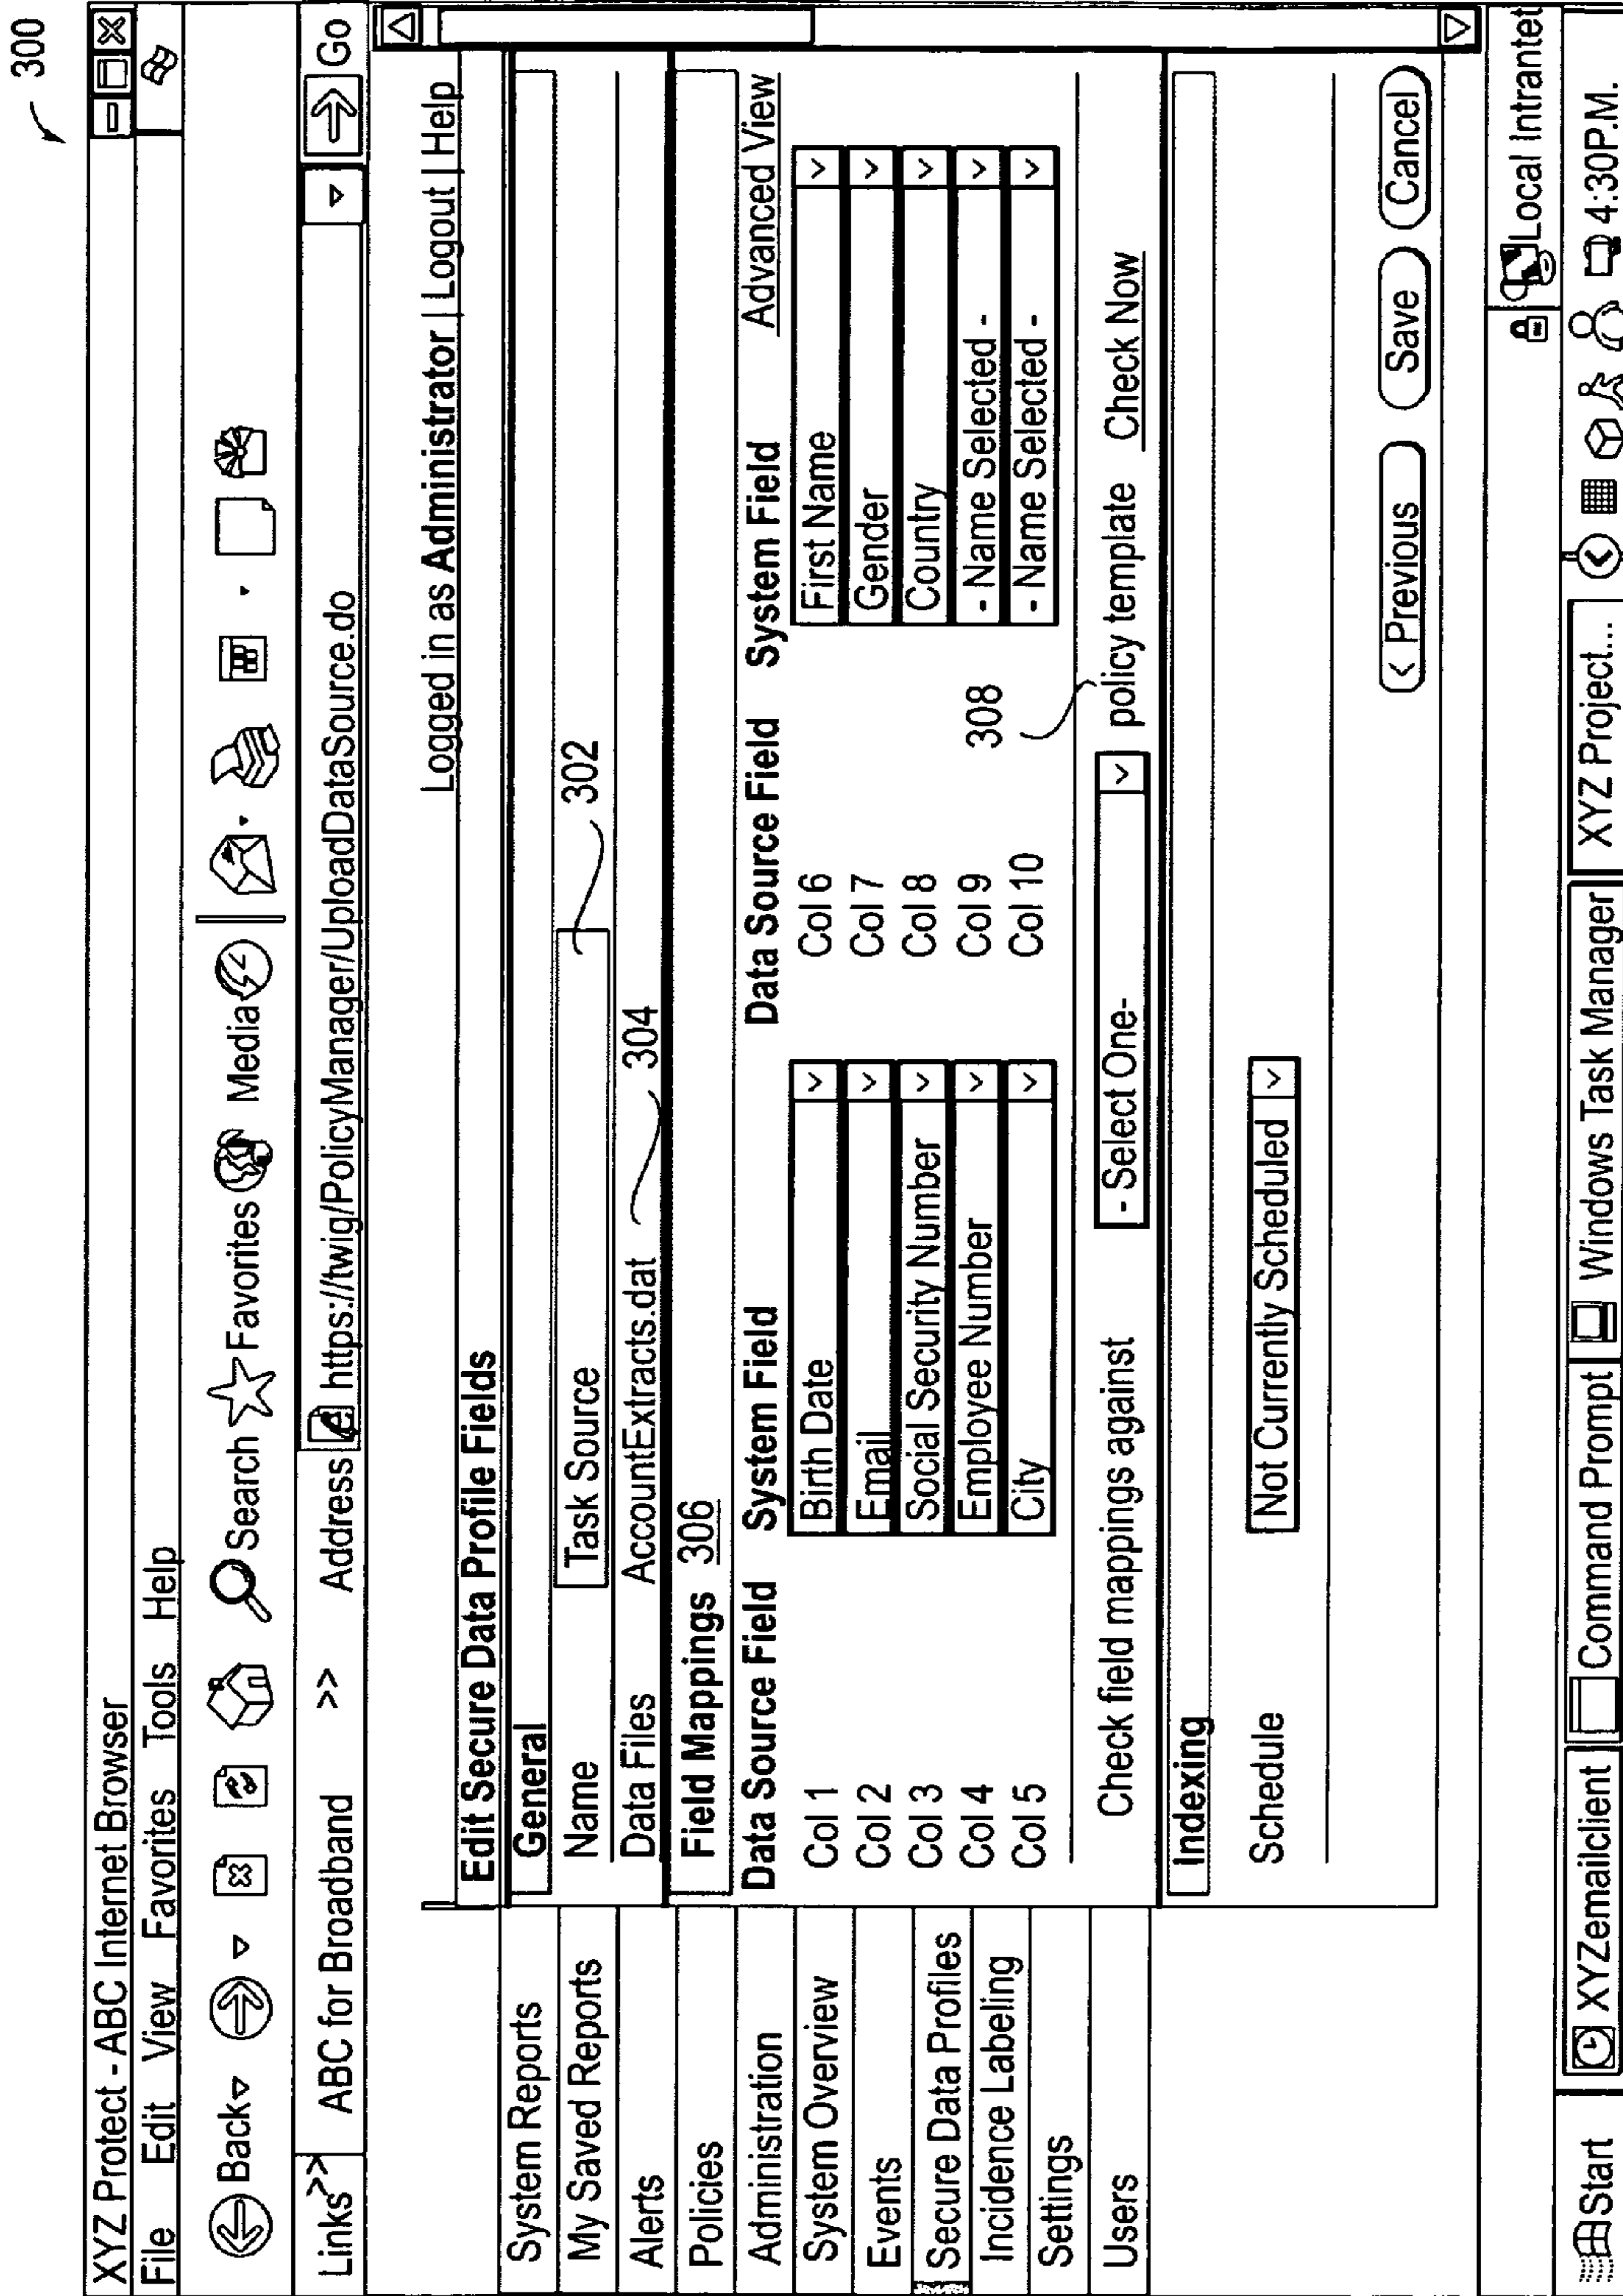 300
XYZ Protect - ABC Internet Browser
File Edit View Favorites Tools Help
Back Search Favorites Media
Links >> ABC for Broadband >> Address https://twig/PolicyManager/UploadDataSource.do Go
Logged in as Administrator | Logout | Help
System Reports
My Saved Reports
Alerts
Policies
Administration
System Overview
Events
Secure Data Profiles
Incidence Labeling
Settings
Users
Edit Secure Data Profile Fields
General
Name Task Source 302
Data Files AccountExtracts.dat 304
Field Mappings 306
Data Source Field System Field Data Source Field System Field Advanced View
Col 1 Birth Date Col 6 First Name
Col 2 Email Col 7 Gender
Col 3 Social Security Number Col 8 Country
Col 4 Employee Number Col 9 - Name Selected -
Col 5 City Col 10 - Name Selected -
308
Check field mappings against - Select One- policy template Check Now
Indexing
Schedule Not Currently Scheduled
< Previous Save Cancel
Local Intranet
Start XYZemailclient Command Prompt Windows Task Manager XYZ Project... 4:30P.M.